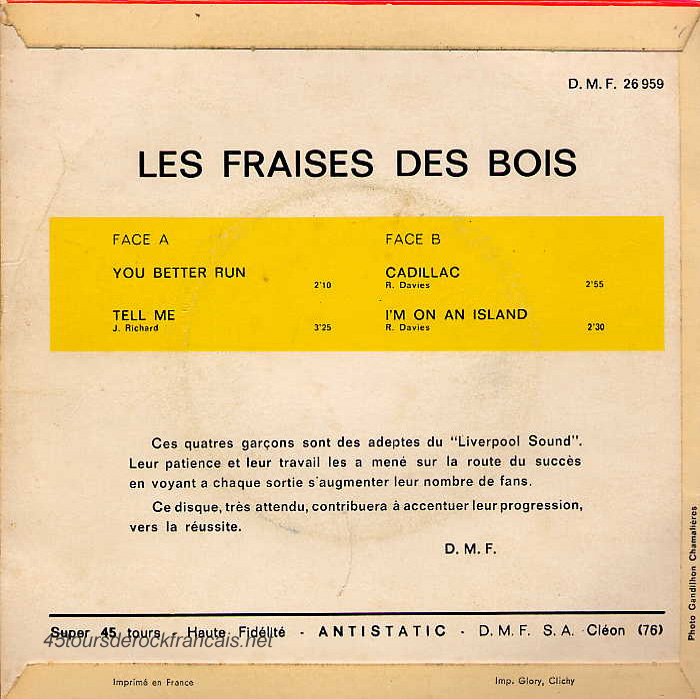 D. M. F. 26 959
LES FRAISES DES BOIS
FACE A
YOU BETTER RUN
2'10
TELL ME
J. Richard
3'25
FACE B
CADILLAC
R. Davies
2'55
I'M ON AN ISLAND
R. Davies
2'30
Ces quatres garçons sont des adeptes du "Liverpool Sound".
Leur patience et leur travail les a mené sur la route du succès
en voyant a chaque sortie s'augmenter leur nombre de fans.
Ce disque, très attendu, contribuera à accentuer leur progression,
vers la réussite.
D. M. F.
Super 45 tours - Haute Fidélité - ANTISTATIC - D. M. F. S. A. Cléon (76)
45toursderockfrancais.net
Imprimé en France
Imp. Glory, Clichy
Photo Gandilhon Chamalières